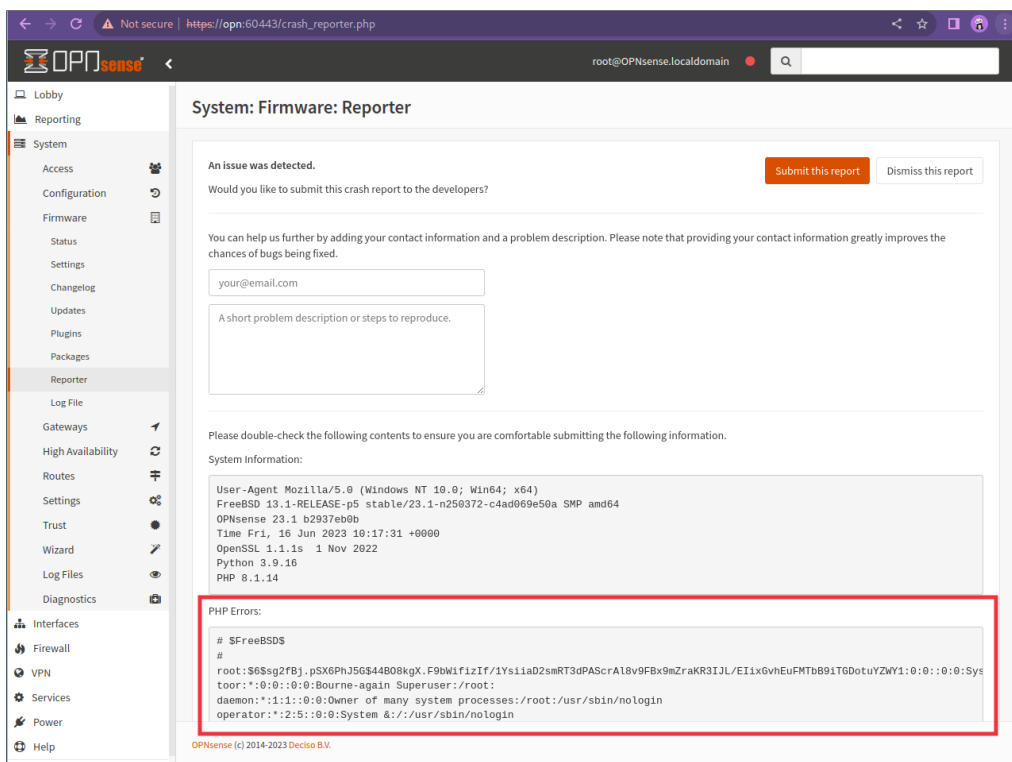 Not secure | https://opn:60443/crash_reporter.php
OPNsense
root@OPNsense.localdomain
Lobby
Reporting
System
Access
Configuration
Firmware
Status
Settings
Changelog
Updates
Plugins
Packages
Reporter
Log File
Gateways
High Availability
Routes
Settings
Trust
Wizard
Log Files
Diagnostics
Interfaces
Firewall
VPN
Services
Power
Help
System: Firmware: Reporter
An issue was detected.
Submit this report
Dismiss this report
Would you like to submit this crash report to the developers?
You can help us further by adding your contact information and a problem description. Please note that providing your contact information greatly improves the
chances of bugs being fixed.
your@email.com
A short problem description or steps to reproduce.
Please double-check the following contents to ensure you are comfortable submitting the following information.
System Information:
User-Agent Mozilla/5.0 (Windows NT 10.0; Win64; x64)
FreeBSD 13.1-RELEASE-p5 stable/23.1-n250372-c4ad069e50a SMP amd64
OPNsense 23.1 b2937eb0b
Time Fri, 16 Jun 2023 10:17:31 +0000
OpenSSL 1.1.1s 1 Nov 2022
Python 3.9.16
PHP 8.1.14
PHP Errors:
# $FreeBSD$
#
root:$6$sg2fBj.pSX6PhJ5G$44BO8kgX.F9bWifizIf/1YsiiaD2smRT3dPAScrAl8v9FBx9mZraKR3IJL/EIixGvhEuFMTbB9iTGDotuYZWY1:0:0::0:0:Sys
toor:*:0:0::0:0:Bourne-again Superuser:/root:
daemon:*:1:1::0:0:Owner of many system processes:/root:/usr/sbin/nologin
operator:*:2:5::0:0:System &:/:/usr/sbin/nologin
OPNsense (c) 2014-2023 Deciso B.V.